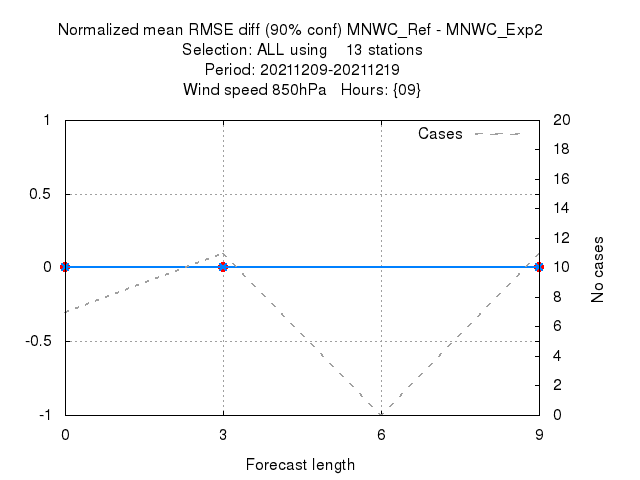 Normalized mean RMSE diff (90% conf) MNWC_Ref - MNWC_Exp2
Selection: ALL using 13 stations
Period: 20211209-20211219
Wind speed 850hPa Hours: {09}
Cases
1
0.5
0
-0.5
-1
20
18
16
14
12
10
8
6
4
2
0
No cases
0 3 6 9
Forecast length